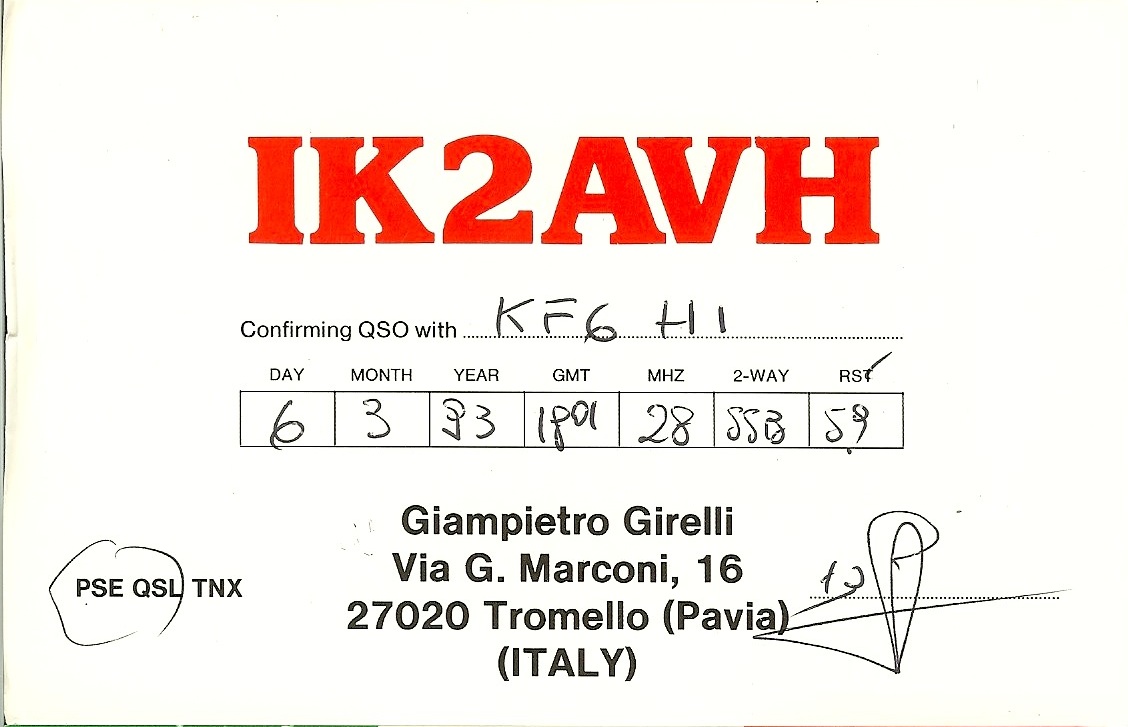 IK2AVH
Confirming QSO with KF6 HI
DAY MONTH YEAR GMT MHZ 2-WAY RST
6 3 93 1801 28 SSB 59
Giampietro Girelli
Via G. Marconi, 16
PSE QSL TNX
27020 Tromello (Pavia)
(ITALY)